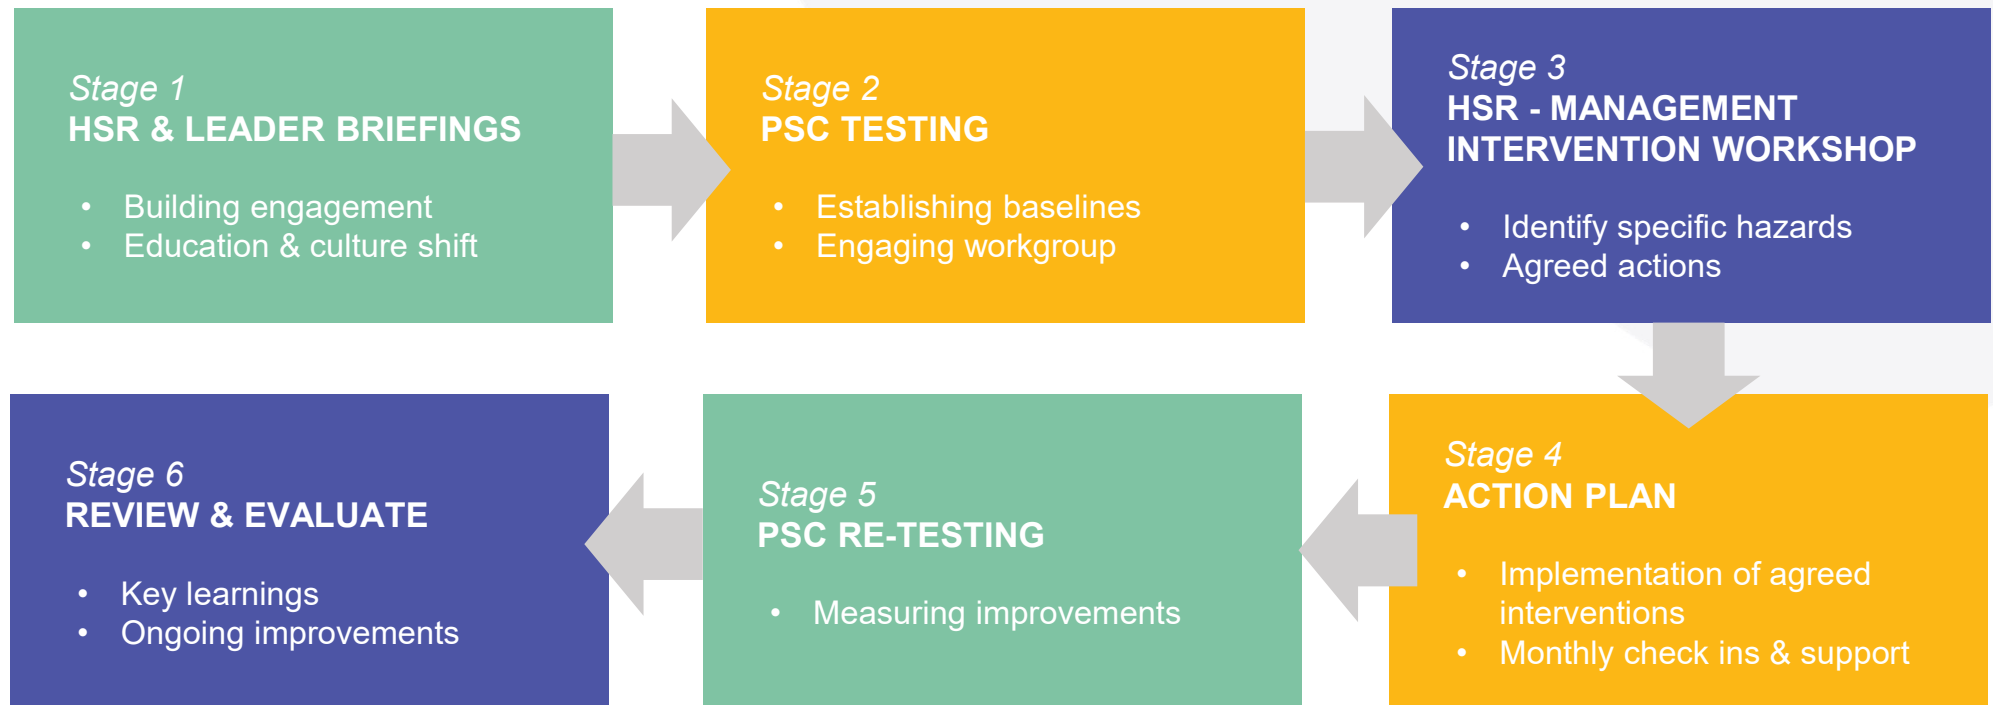 Stage 1
HSR & LEADER BRIEFINGS
• Building engagement
• Education & culture shift
Stage 2
PSC TESTING
• Establishing baselines
• Engaging workgroup
Stage 3
HSR - MANAGEMENT
INTERVENTION WORKSHOP
• Identify specific hazards
• Agreed actions
Stage 4
ACTION PLAN
• Implementation of agreed
interventions
• Monthly check ins & support
Stage 5
PSC RE-TESTING
• Measuring improvements
Stage 6
REVIEW & EVALUATE
• Key learnings
• Ongoing improvements